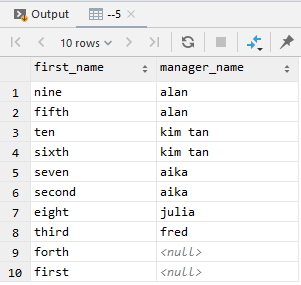 Output --5
10 rows
first_name manager_name
1 nine alan
2 fifth alan
3 ten kim tan
4 sixth kim tan
5 seven aika
6 second aika
7 eight julia
8 third fred
9 forth <null>
10 first <null>